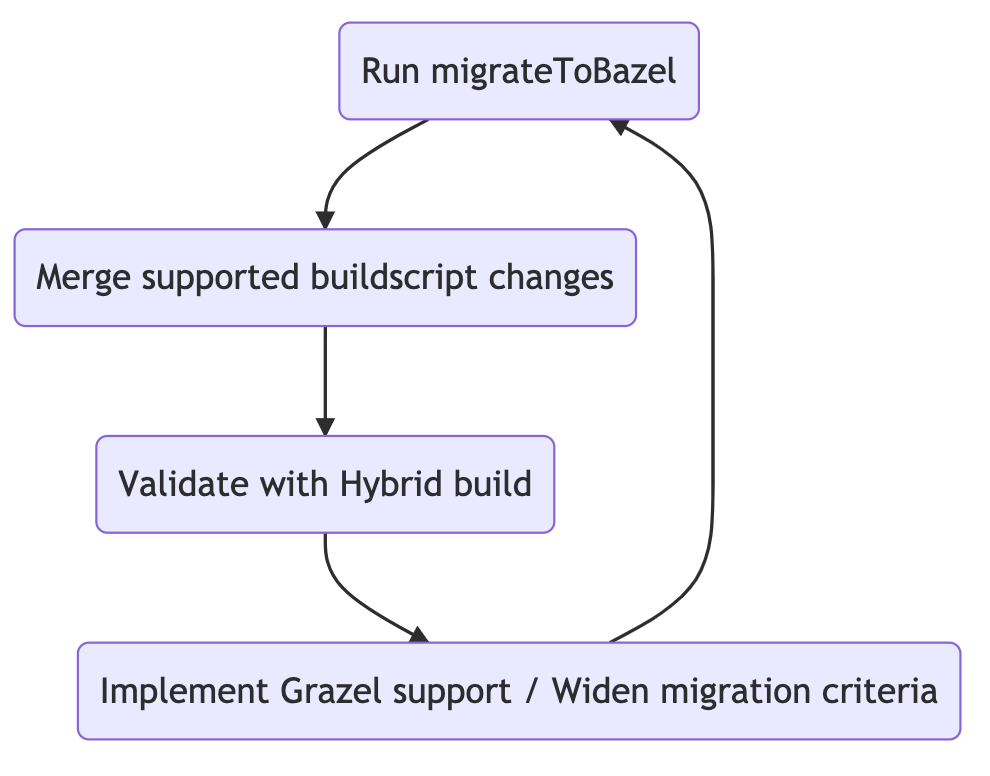 Run migrateToBazel
Merge supported buildscript changes
Validate with Hybrid build
Implement Grazel support / Widen migration criteria